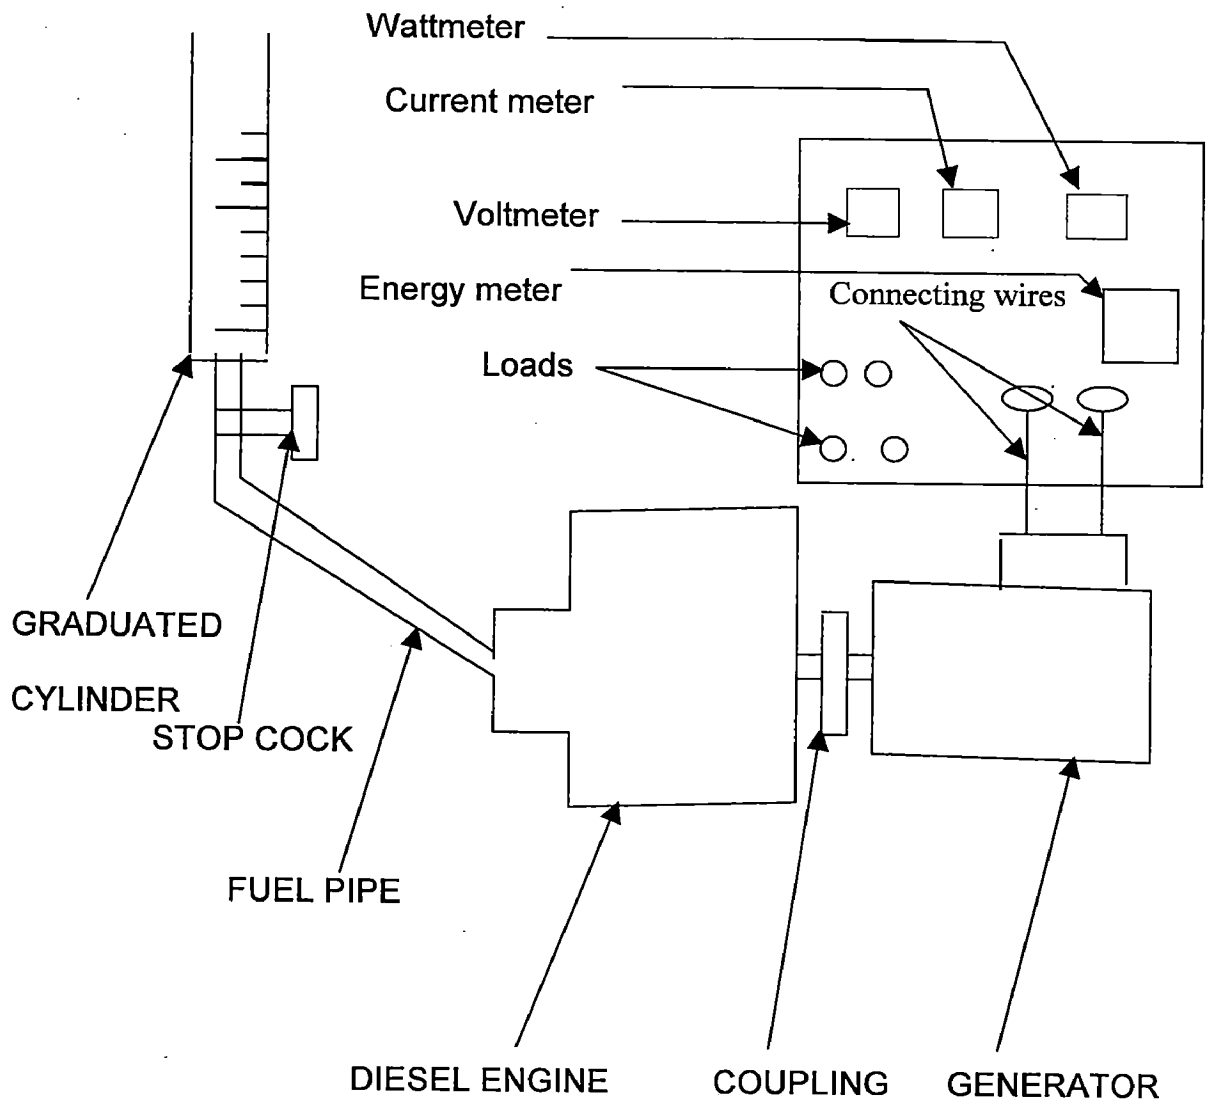 Wattmeter
Current meter
Voltmeter
Energy meter
Connecting wires
Loads
GRADUATED
CYLINDER
STOP COCK
FUEL PIPE
DIESEL ENGINE
COUPLING
GENERATOR